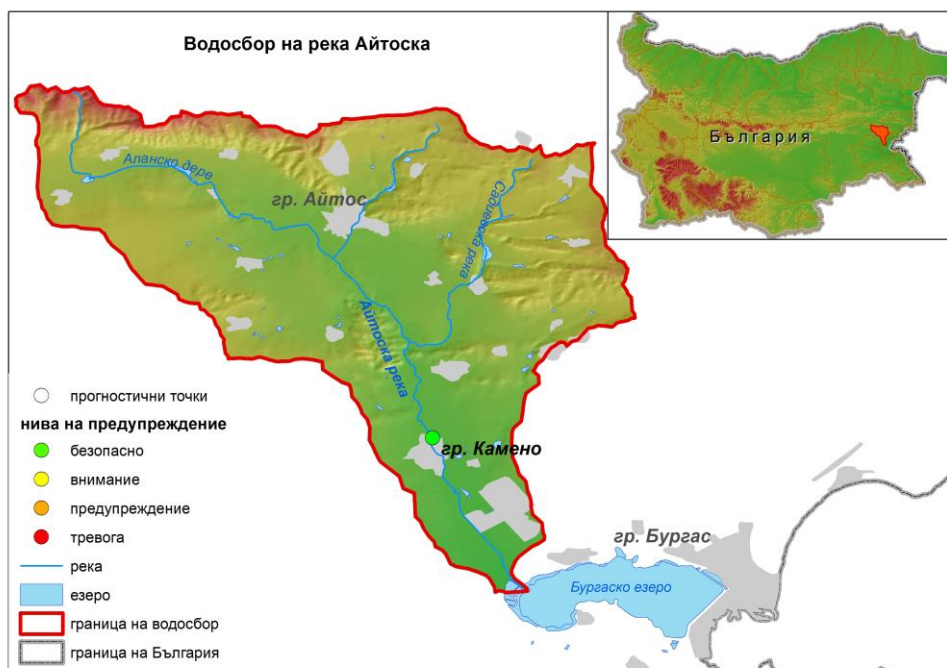 Водосбор на река Айтоска
България
Аланско дере
гр. Айтос
Садиевска река
Айтоска река
гр. Камено
гр. Бургас
Бургаско езеро
прогностични точки
нива на предупреждение
безопасно
внимание
предупреждение
тревога
река
езеро
граница на водосбор
граница на България